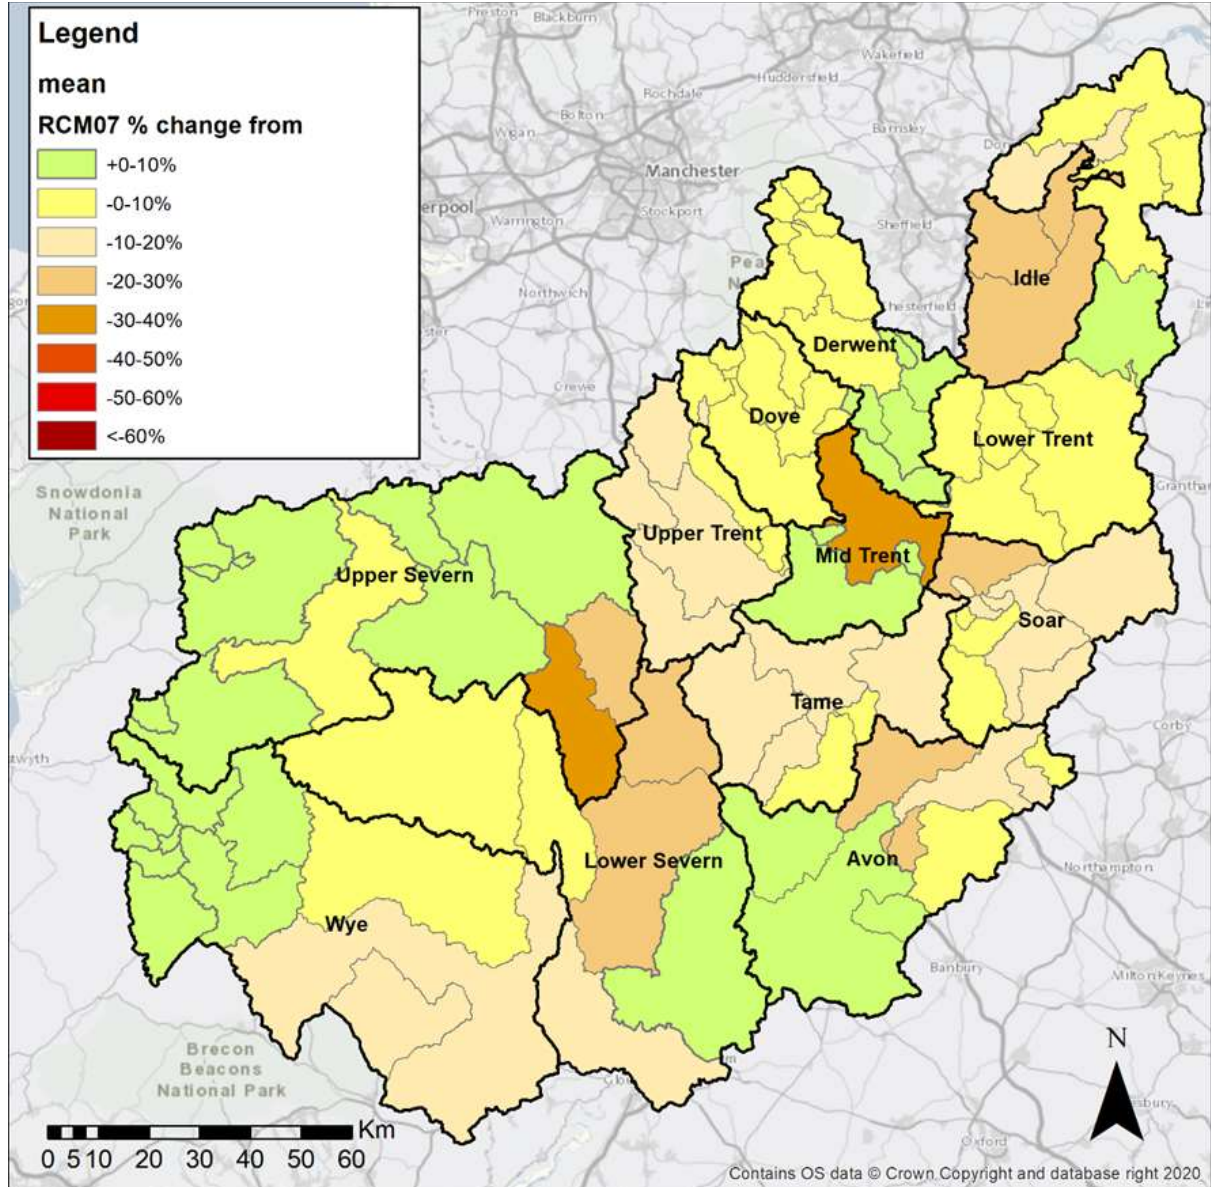 Legend
mean
RCM07 % change from
+0-10%
-0-10%
-10-20%
-20-30%
-30-40%
-40-50%
-50-60%
<-60%
Preston
Blackburn
Wakefield
Huddersfield
Rochdale
Bolton
Wigan
Barnsley
Manchester
Stockport
Warrington
Sheffield
Northwich
Idle
Derwent
Crewe
Dove
Lower Trent
Snowdonia
National
Park
Upper Trent
Mid Trent
Upper Severn
Soar
Tame
Corby
Lower Severn
Avon
Northampton
Wye
Banbury
Milton Keynes
Brecon
Beacons
National Park
N
Km
0 5 10 20 30 40 50 60
Oxford
Contains OS data © Crown Copyright and database right 2020